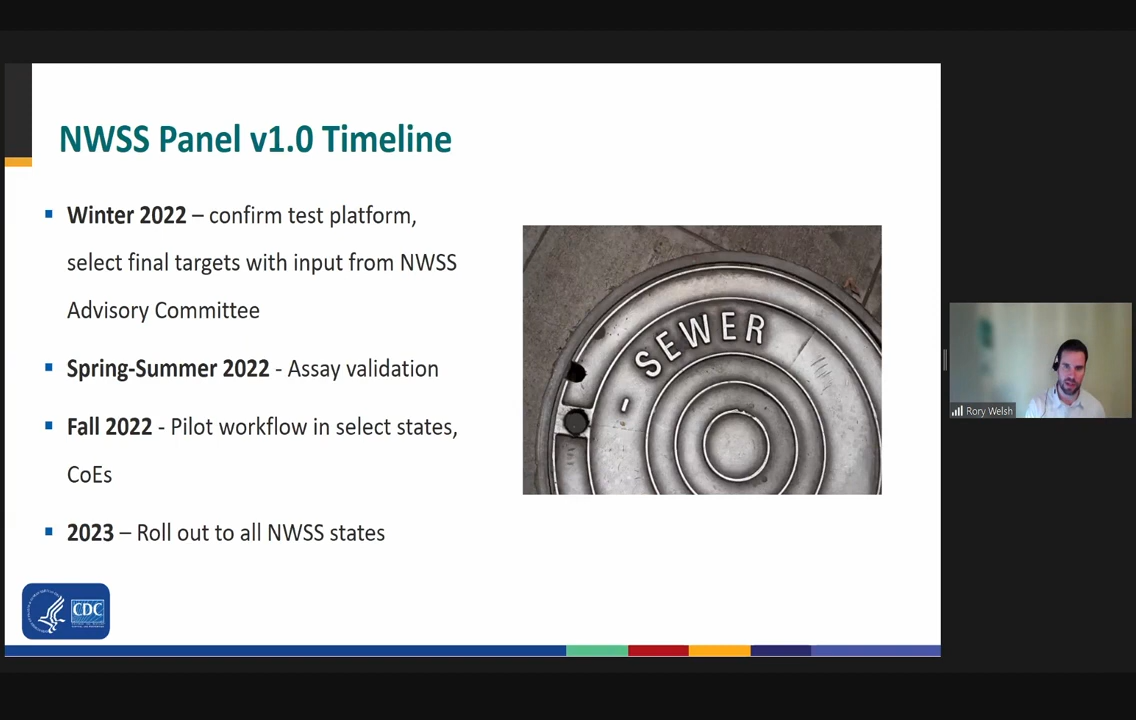 NWSS Panel v1.0 Timeline
▪ Winter 2022 – confirm test platform,
select final targets with input from NWSS
Advisory Committee
▪ Spring-Summer 2022 - Assay validation
▪ Fall 2022 - Pilot workflow in select states,
CoEs
▪ 2023 – Roll out to all NWSS states
- SEWER
CDC
Rory Welsh